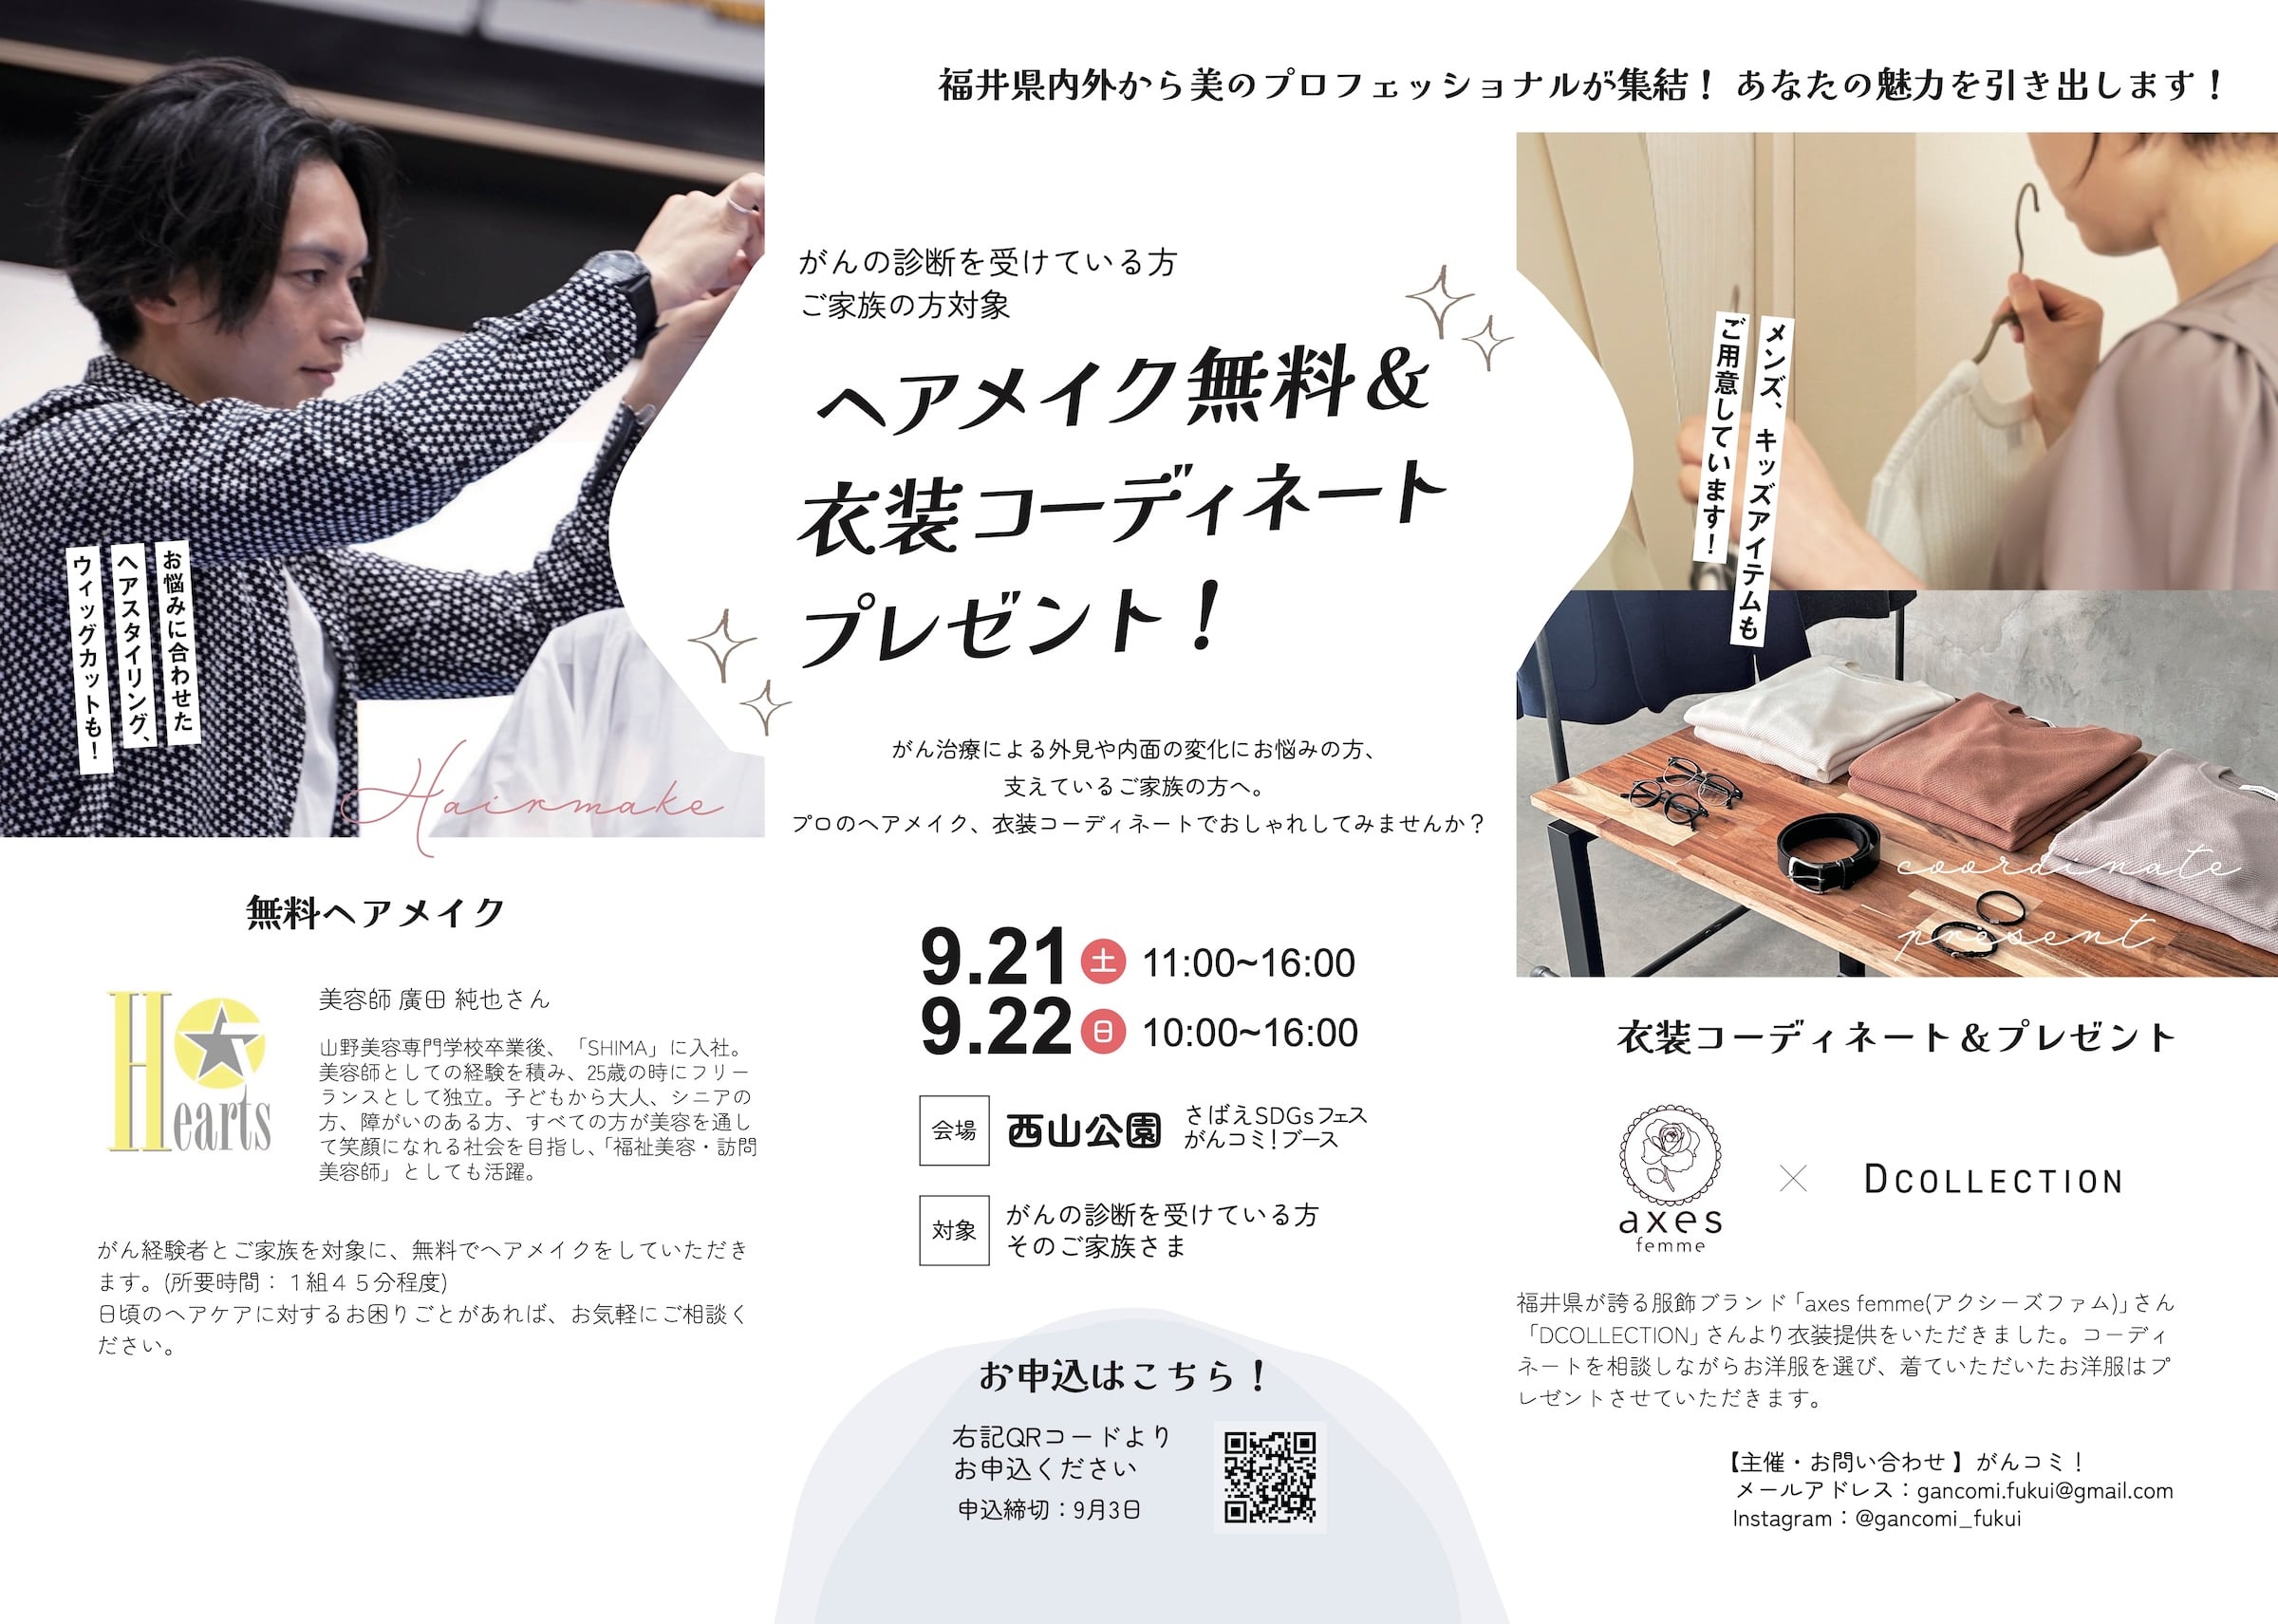 福井県内外から美のプロフェッショナルが集結！ あなたの魅力を引き出します！
がんの診断を受けている方
ご家族の方対象
ヘアメイク無料＆
衣装コーディネート
プレゼント！
お悩みに合わせた
ヘアスタイリング、
ウィッグカットも！
Hairmake
メンズ、キッズアイテムも
ご用意しています！
coordinate
present
がん治療による外見や内面の変化にお悩みの方、
支えているご家族の方へ。
プロのヘアメイク、衣装コーディネートでおしゃれしてみませんか？
無料ヘアメイク
Hearts
美容師 廣田 純也さん
山野美容専門学校卒業後、「SHIMA」に入社。
美容師としての経験を積み、25歳の時にフリー
ランスとして独立。子どもから大人、シニアの
方、障がいのある方、すべての方が美容を通し
て笑顔になれる社会を目指し、「福祉美容・訪問
美容師」としても活躍。
がん経験者とご家族を対象に、無料でヘアメイクをしていただき
ます。(所要時間：１組４５分程度)
日頃のヘアケアに対するお困りごとがあれば、お気軽にご相談く
ださい。
9.21 土 11:00~16:00
9.22 日 10:00~16:00
会場 西山公園 さばえSDGsフェス
がんコミ！ブース
対象 がんの診断を受けている方
そのご家族さま
お申込はこちら！
右記QRコードより
お申込ください
申込締切：9月3日
衣装コーディネート＆プレゼント
axes
femme
× DCOLLECTION
福井県が誇る服飾ブランド「axes femme(アクシーズファム)」さん
「DCOLLECTION」さんより衣装提供をいただきました。コーディ
ネートを相談しながらお洋服を選び、着ていただいたお洋服はプ
レゼントさせていただきます。
【主催・お問い合わせ 】がんコミ！
メールアドレス：gancomi.fukui@gmail.com
Instagram：@gancomi_fukui